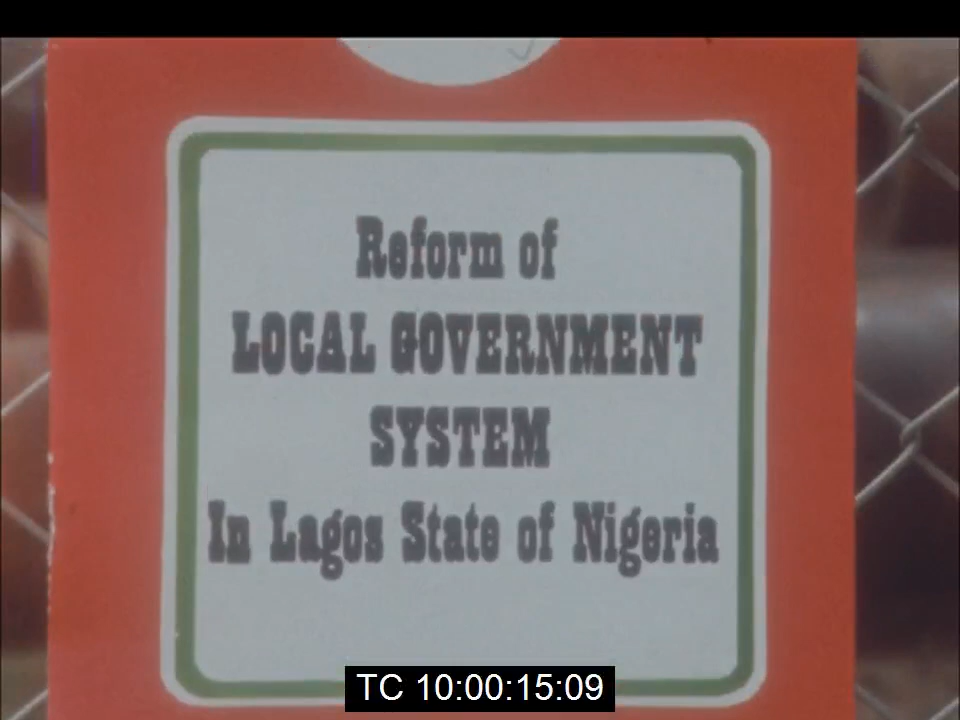 Reform of
LOCAL GOVERNMENT
SYSTEM
In Lagos State of Nigeria
TC 10:00:15:09